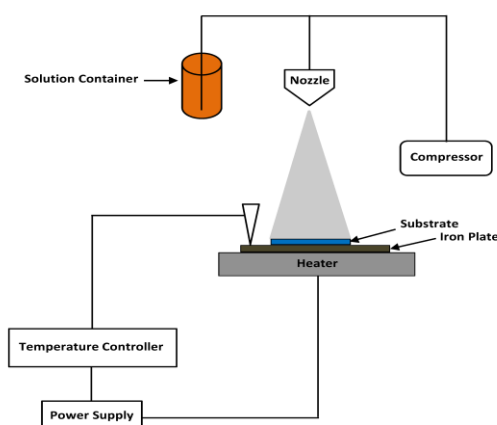 Solution Container
Nozzle
Compressor
Substrate
Iron Plate
Heater
Temperature Controller
Power Supply